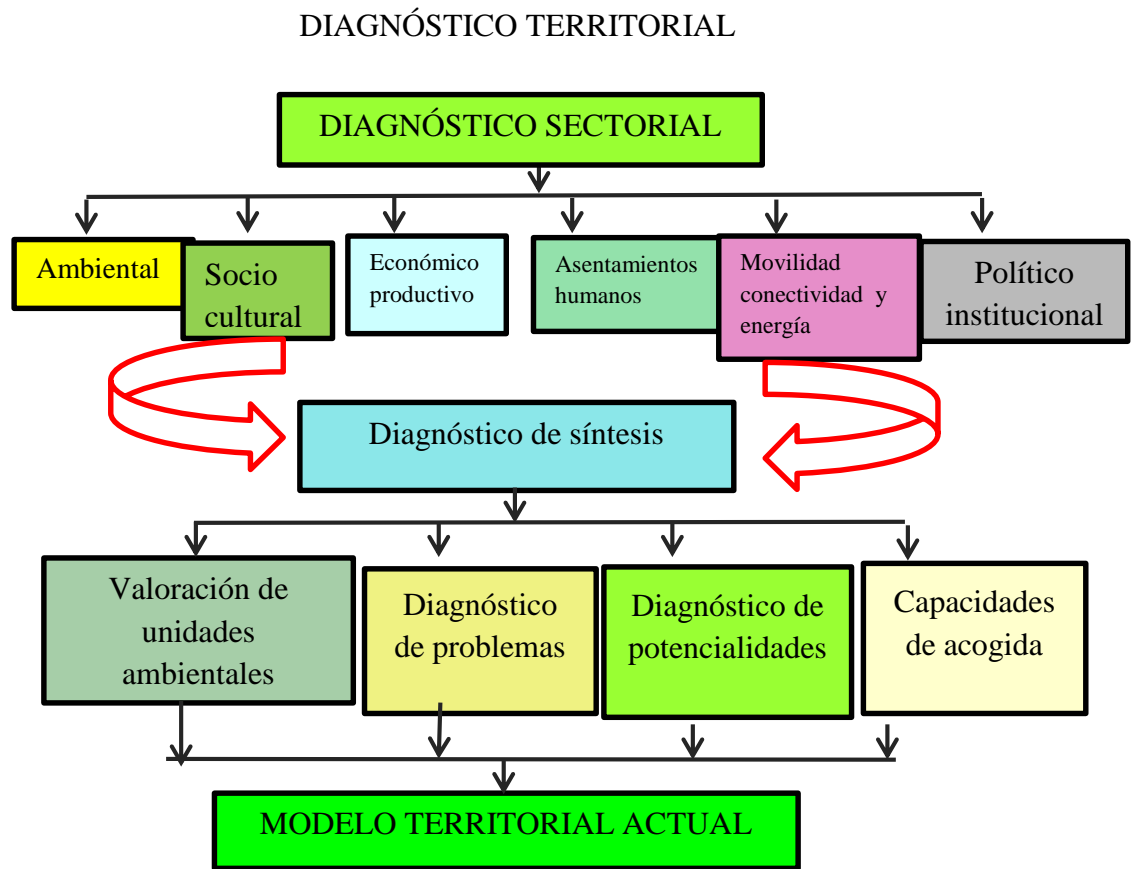 DIAGNÓSTICO TERRITORIAL
DIAGNÓSTICO SECTORIAL
Ambiental
Socio
cultural
Económico
productivo
Asentamientos
humanos
Movilidad
conectividad y
energía
Político
institucional
Diagnóstico de síntesis
Valoración de
unidades
ambientales
Diagnóstico
de problemas
Diagnóstico de
potencialidades
Capacidades
de acogida
MODELO TERRITORIAL ACTUAL